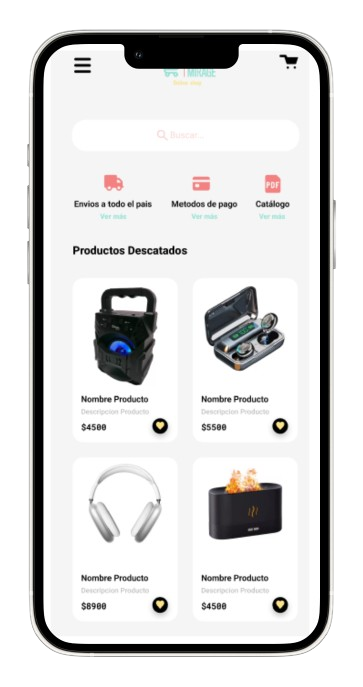 MIRAGE
Online shop
Buscar...
PDF
Envios a todo el pais Metodos de pago Catálogo
Ver más Ver más Ver más
Productos Descatados
Nombre Producto Nombre Producto
Descripcion Producto Descripcion Producto
$4500 $5500
Nombre Producto Nombre Producto
Descripcion Producto Descripcion Producto
$8900 $4500